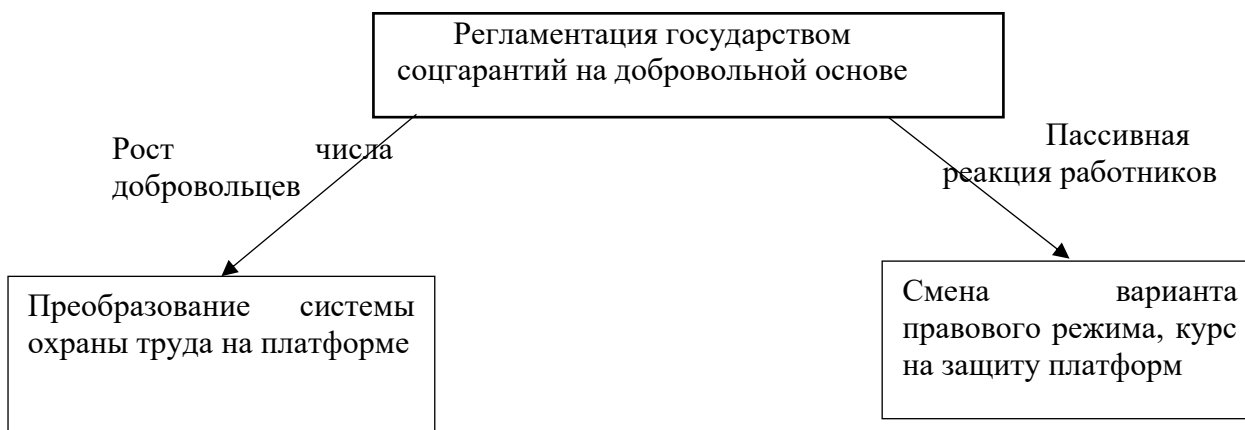 Регламентация государством
соцгарантий на добровольной основе
Рост числа
добровольцев
Пассивная
реакция работников
Преобразование системы
охраны труда на платформе
Смена варианта
правового режима, курс
на защиту платформ